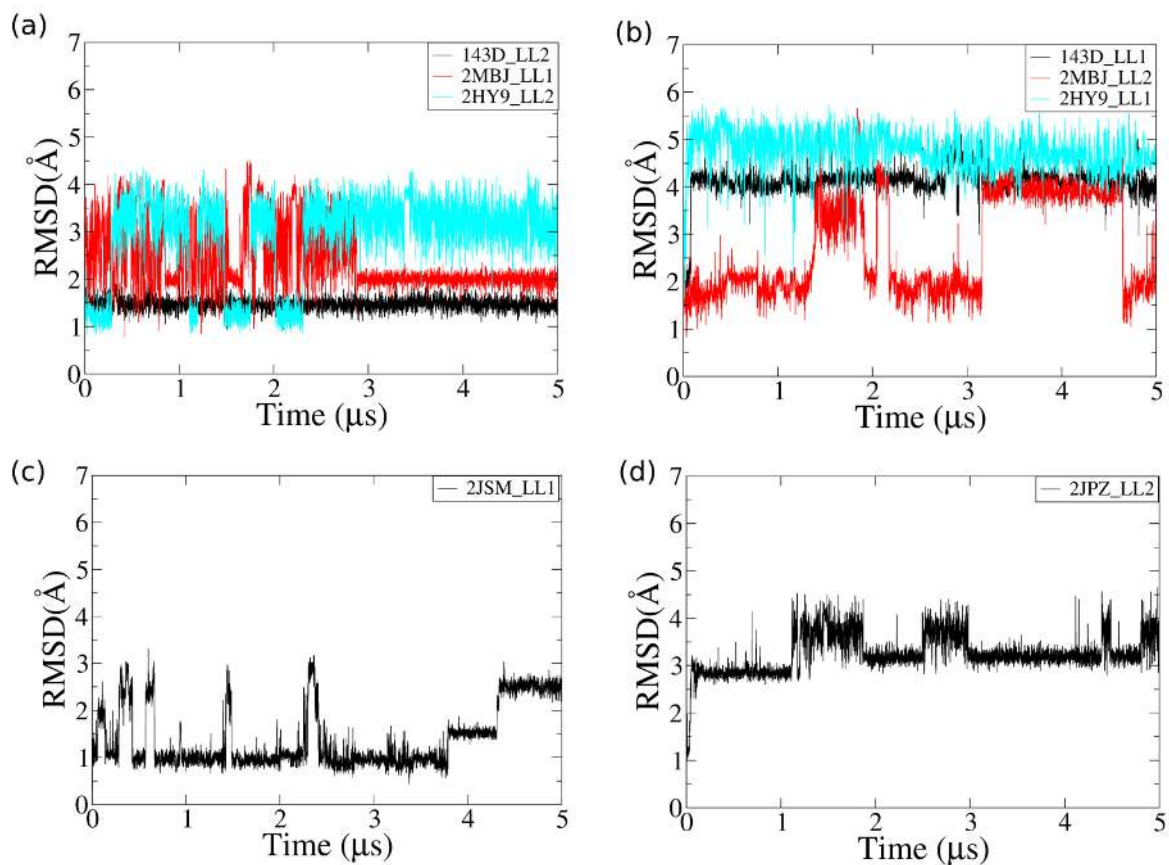 (a)
7
6
5
4
3
2
1
0
RMSD(Å)
143D_LL2
2MBJ_LL1
2HY9_LL2
0 1 2 3 4 5
Time (μs)
(b)
7
6
5
4
3
2
1
0
RMSD(Å)
143D_LL1
2MBJ_LL2
2HY9_LL1
0 1 2 3 4 5
Time (μs)
(c)
7
6
5
4
3
2
1
0
RMSD(Å)
2JSM_LL1
0 1 2 3 4 5
Time (μs)
(d)
7
6
5
4
3
2
1
0
RMSD(Å)
2JPZ_LL2
0 1 2 3 4 5
Time (μs)